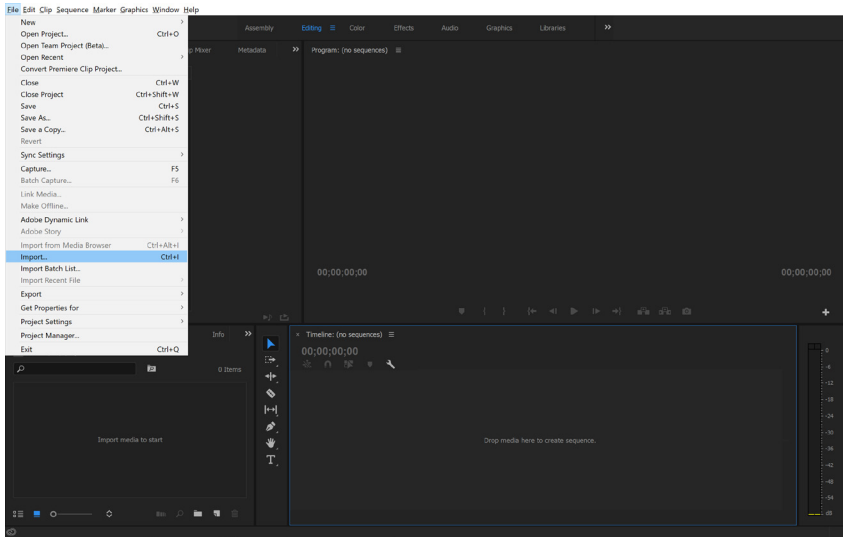 File Edit Clip Sequence Marker Graphics Window Help
New
Open Project... Ctrl+O
Open Team Project (Beta)...
Open Recent
Convert Premiere Clip Project...
Close Ctrl+W
Close Project Ctrl+Shift+W
Save Ctrl+S
Save As... Ctrl+Shift+S
Save a Copy... Ctrl+Alt+S
Revert
Sync Settings
Capture... F5
Batch Capture... F6
Link Media...
Make Offline...
Adobe Dynamic Link
Adobe Story
Import from Media Browser Ctrl+Alt+I
Import... Ctrl+I
Import Batch List...
Import Recent File
Export
Get Properties for
Project Settings
Project Manager...
Exit Ctrl+Q
Assembly Editing Color Effects Audio Graphics Libraries
p Mixer Metadata Program: (no sequences)
00;00;00;00 00;00;00;00
Info Timeline: (no sequences)
00;00;00;00
0 Items
Import media to start
Drop media here to create sequence.
0
-6
-12
-18
-24
-30
-36
-42
-48
-54
dB